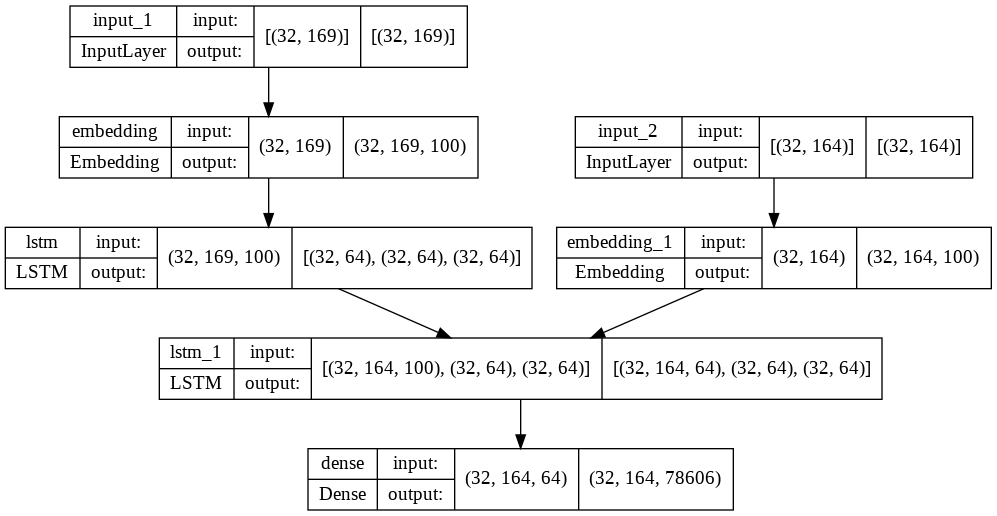 input_1 input: [(32, 169)] [(32, 169)]
InputLayer output:
embedding input: (32, 169) (32, 169, 100)
Embedding output:
input_2 input: [(32, 164)] [(32, 164)]
InputLayer output:
lstm input: (32, 169, 100) [(32, 64), (32, 64), (32, 64)]
LSTM output:
embedding_1 input: (32, 164) (32, 164, 100)
Embedding output:
lstm_1 input: [(32, 164, 100), (32, 64), (32, 64)] [(32, 164, 64), (32, 64), (32, 64)]
LSTM output:
dense input: (32, 164, 64) (32, 164, 78606)
Dense output: